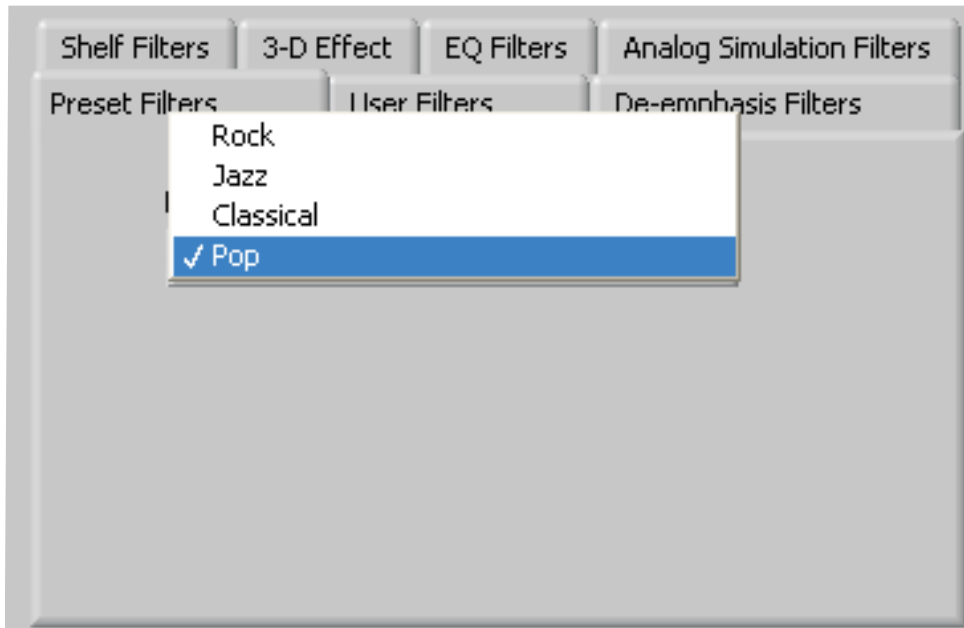 Shelf Filters 3-D Effect EQ Filters Analog Simulation Filters
Preset Filters User Filters De-emphasis Filters
Rock
Jazz
Classical
✓ Pop